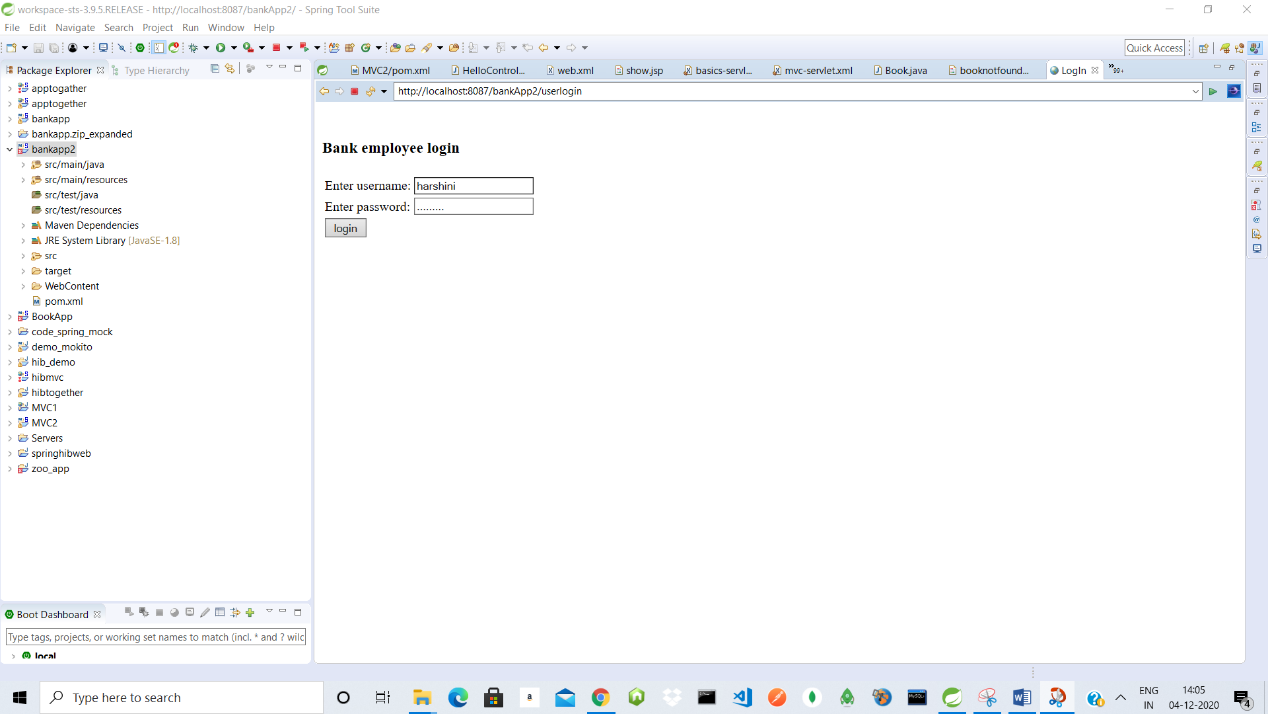 workspace-sts-3.9.5.RELEASE - http://localhost:8087/bankApp2/ - Spring Tool Suite
File Edit Navigate Search Project Run Window Help
Quick Access
Package Explorer Type Hierarchy
MVC2/pom.xml HelloControl... web.xml show.jsp basics-servl... mvc-servlet.xml Book.java booknotfound... LogIn »99+
http://localhost:8087/bankApp2/userlogin
apptogather
apptogether
bankapp
bankapp.zip_expanded
bankapp2
src/main/java
src/main/resources
src/test/java
src/test/resources
Maven Dependencies
JRE System Library [JavaSE-1.8]
src
target
WebContent
pom.xml
BookApp
code_spring_mock
demo_mokito
hib_demo
hibmvc
hibtogether
MVC1
MVC2
Servers
springhibweb
zoo_app
Bank employee login
Enter username: harshini
Enter password: .........
login
Boot Dashboard
Type tags, projects, or working set names to match (incl. * and ? wilc
local
Type here to search
ENG
IN
14:05
04-12-2020
4